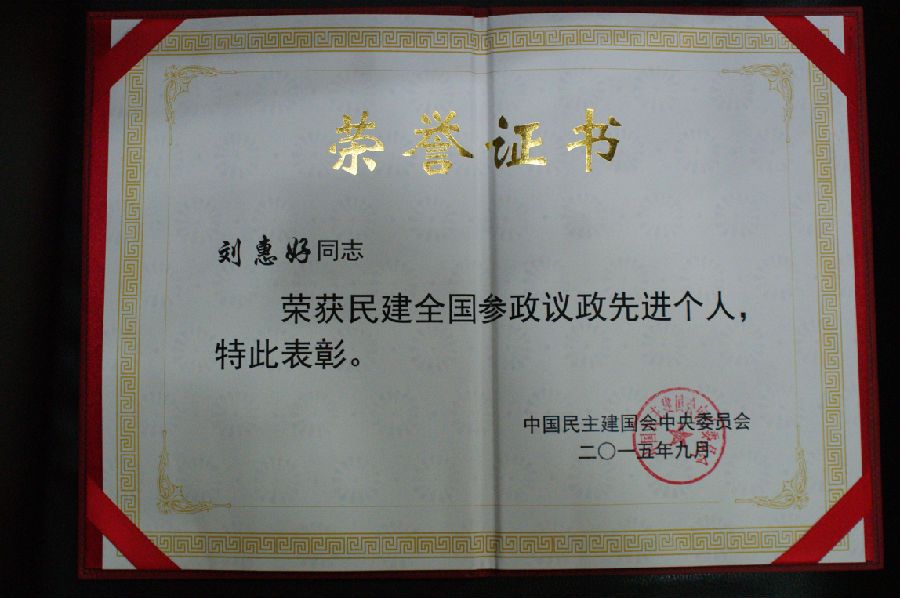 荣誉证书
刘惠好同志
荣获民建全国参政议政先进个人，
特此表彰。
中国民主建国会中央委员会
二〇一五年九月